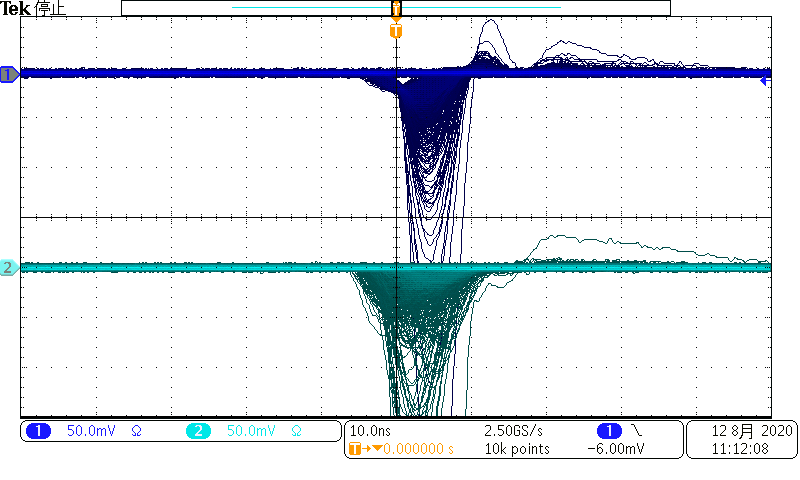 Tek 停止
T
T
1
2
1 50.0mV Ω 2 50.0mV Ω
10.0ns 2.50GS/s 1 \
T→▼0.000000 s 10k points −6.00mV
12 8月 2020
11:12:08